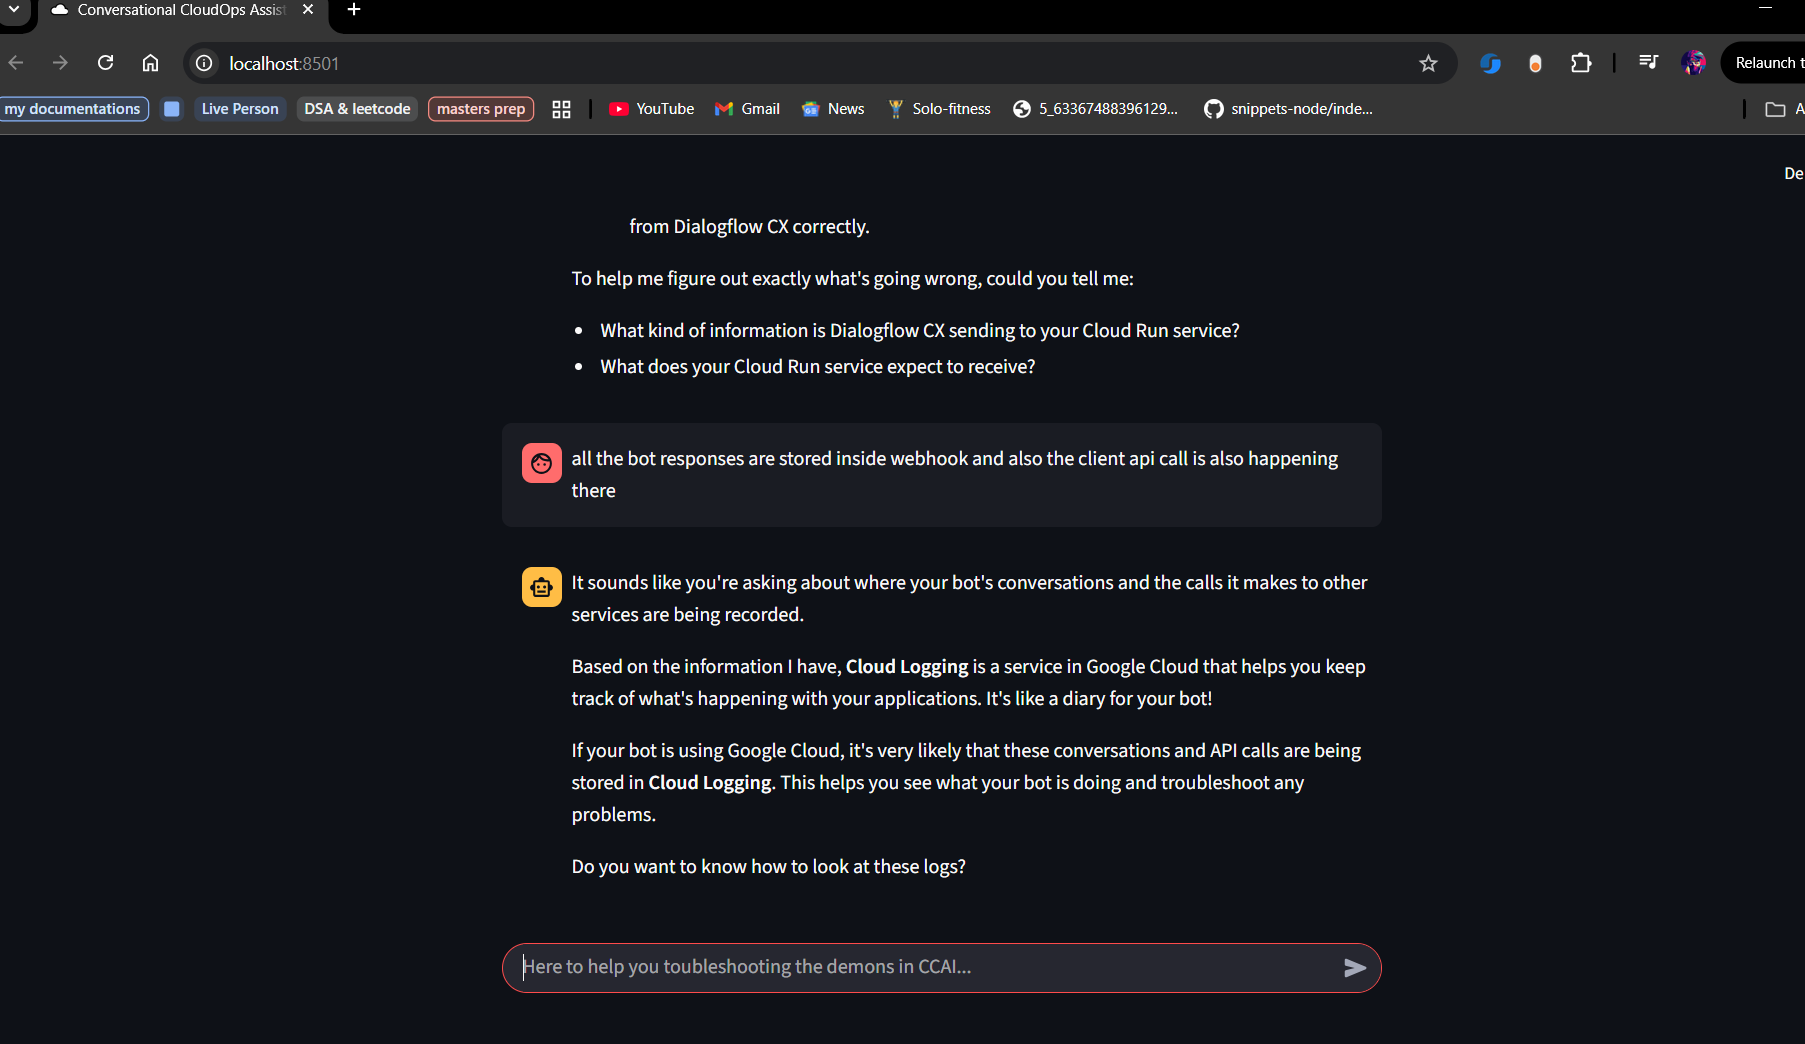 Conversational CloudOps Assist
localhost:8501
Relaunch t
my documentations
Live Person
DSA & leetcode
masters prep
YouTube
Gmail
News
Solo-fitness
5_63367488396129...
snippets-node/inde...
A
De
from Dialogflow CX correctly.
To help me figure out exactly what's going wrong, could you tell me:
• What kind of information is Dialogflow CX sending to your Cloud Run service?
• What does your Cloud Run service expect to receive?
all the bot responses are stored inside webhook and also the client api call is also happening
there
It sounds like you're asking about where your bot's conversations and the calls it makes to other
services are being recorded.
Based on the information I have, Cloud Logging is a service in Google Cloud that helps you keep
track of what's happening with your applications. It's like a diary for your bot!
If your bot is using Google Cloud, it's very likely that these conversations and API calls are being
stored in Cloud Logging. This helps you see what your bot is doing and troubleshoot any
problems.
Do you want to know how to look at these logs?
Here to help you toubleshooting the demons in CCAI...